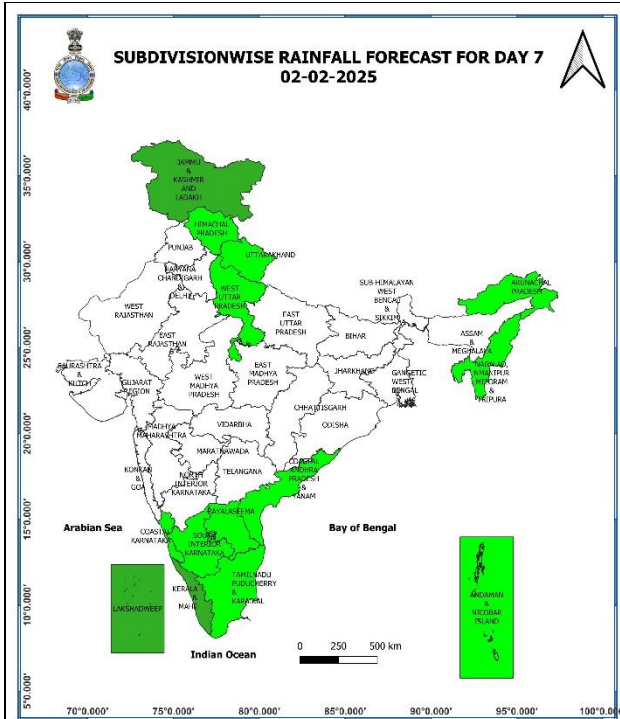 SUBDIVISIONWISE RAINFALL FORECAST FOR DAY 7
02-02-2025
40°0.000'
35°0.000'
30°0.000'
25°0.000'
20°0.000'
15°0.000'
10°0.000'
5°0.000'
JAMMU
&
KASHMIR
AND
LADAKH
HIMACHAL
PRADESH
PUNJAB
UTTARAKHAND
HARYANA
CHANDIGARH
&
DELHI
WEST
UTTAR
PRADESH
WEST
RAJASTHAN
EAST
RAJASTHAN
EAST
UTTAR
PRADESH
SUB-HIMALAYAN
WEST
BENGAL
&
SIKKIM
ARUNACHAL
PRADESH
ASSAM
&
MEGHALAYA
BIHAR
SAURASHTRA
&
KUTCH
GUJARAT
REGION
WEST
MADHYA
PRADESH
EAST
MADHYA
PRADESH
JHARKHAND
GANGETIC
WEST
BENGAL
MIZORAM
&
TRIPURA
CHHATTISGARH
ODISHA
MADHYA
MAHARASHTRA
VIDARBHA
MARATHWADA
KONKAN
&
GOA
NORTH
INTERIOR
KARNATAKA
TELANGANA
COASTAL
ANDHRA
PRADESH
&
YANAM
RAYALASEEMA
Arabian Sea
Bay of Bengal
COASTAL
KARNATAKA
SOUTH
INTERIOR
KARNATAKA
TAMILNADU
PUDUCHERRY
&
KARAIKAL
KERALA
&
MAHE
LAKSHADWEEP
ANDAMAN
&
NICOBAR
ISLAND
Indian Ocean
0 250 500 km
70°0.000' 75°0.000' 80°0.000' 85°0.000' 90°0.000' 95°0.000' 100°0.0